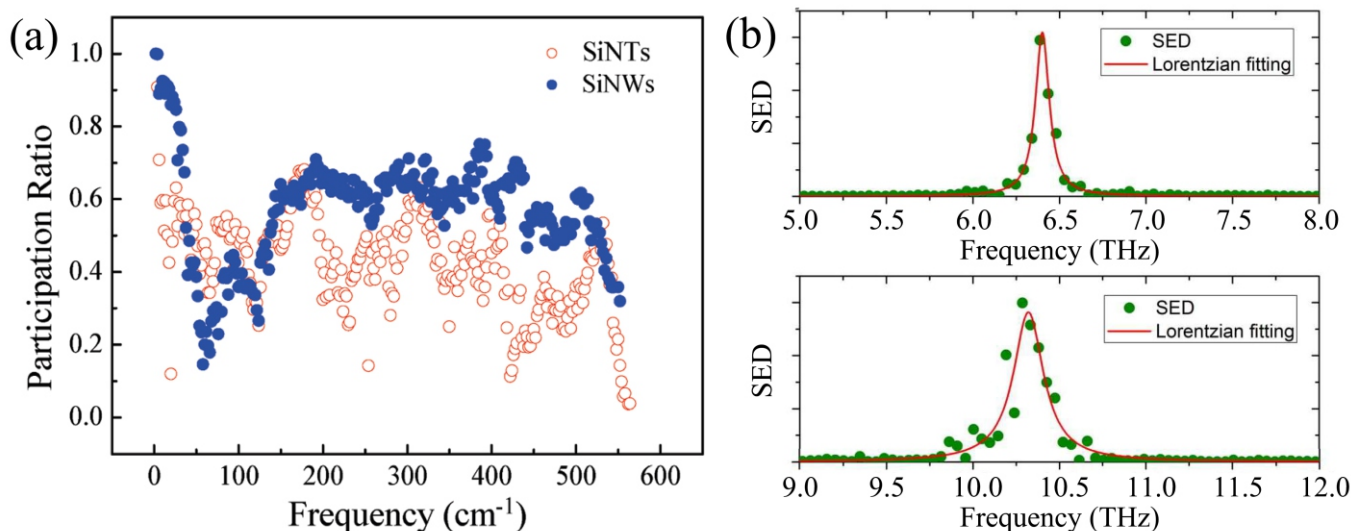 (a)
Participation Ratio
1.0
0.8
0.6
0.4
0.2
0.0
SiNTs
SiNWs
0 100 200 300 400 500 600
Frequency (cm⁻¹)
(b)
SED
SED
Lorentzian fitting
5.0 5.5 6.0 6.5 7.0 7.5 8.0
Frequency (THz)
SED
SED
Lorentzian fitting
9.0 9.5 10.0 10.5 11.0 11.5 12.0
Frequency (THz)